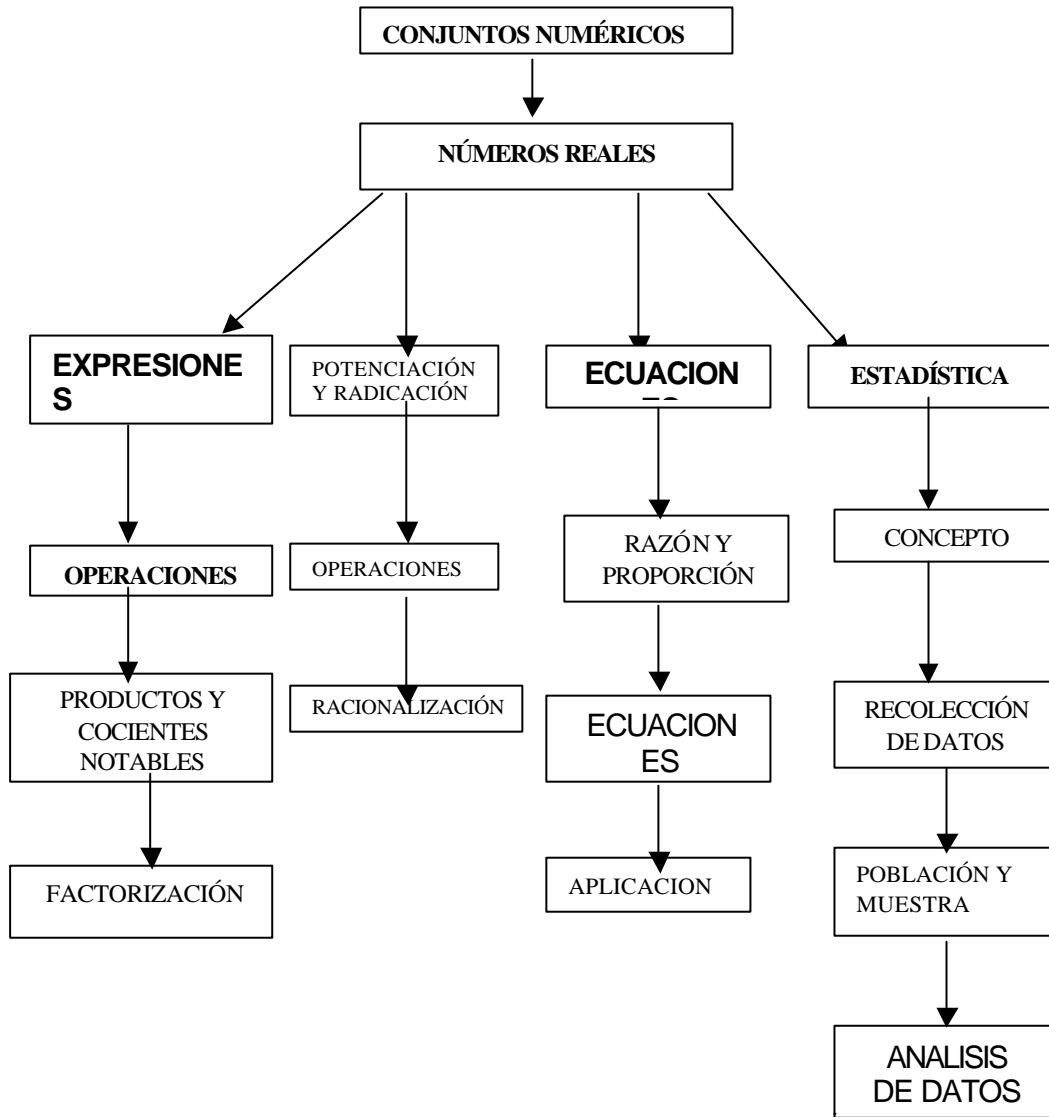 CONJUNTOS NUMÉRICOS
NÚMEROS REALES
EXPRESIONE
S
POTENCIACIÓN
Y RADICACIÓN
ECUACION
ESTADÍSTICA
OPERACIONES
OPERACIONES
RAZÓN Y
PROPORCIÓN
CONCEPTO
PRODUCTOS Y
COCIENTES
NOTABLES
RACIONALIZACIÓN
ECUACION
ES
RECOLECCIÓN
DE DATOS
FACTORIZACIÓN
APLICACION
POBLACIÓN Y
MUESTRA
ANALISIS
DE DATOS